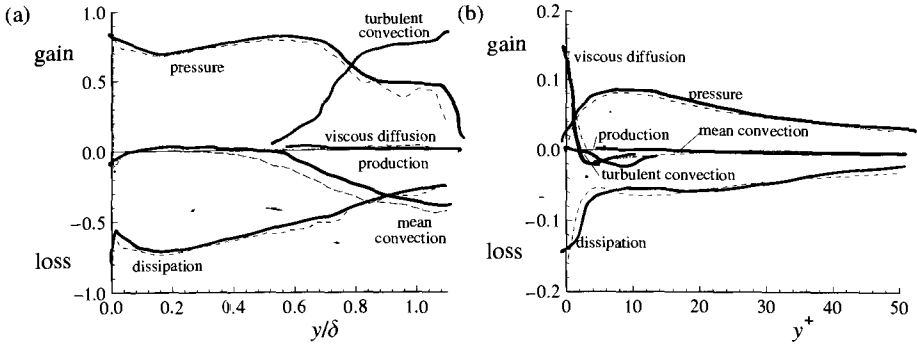 (a)
gain
loss
1.0
0.5
0.0
−0.5
−1.0
turbulent
convection
pressure
viscous diffusion
production
mean
convection
dissipation
0.0
0.2
0.4
0.6
0.8
1.0
y/δ
(b)
gain
loss
0.2
0.1
0.0
−0.1
−0.2
viscous diffusion
pressure
production
mean convection
turbulent convection
dissipation
0
10
20
30
40
50
y+